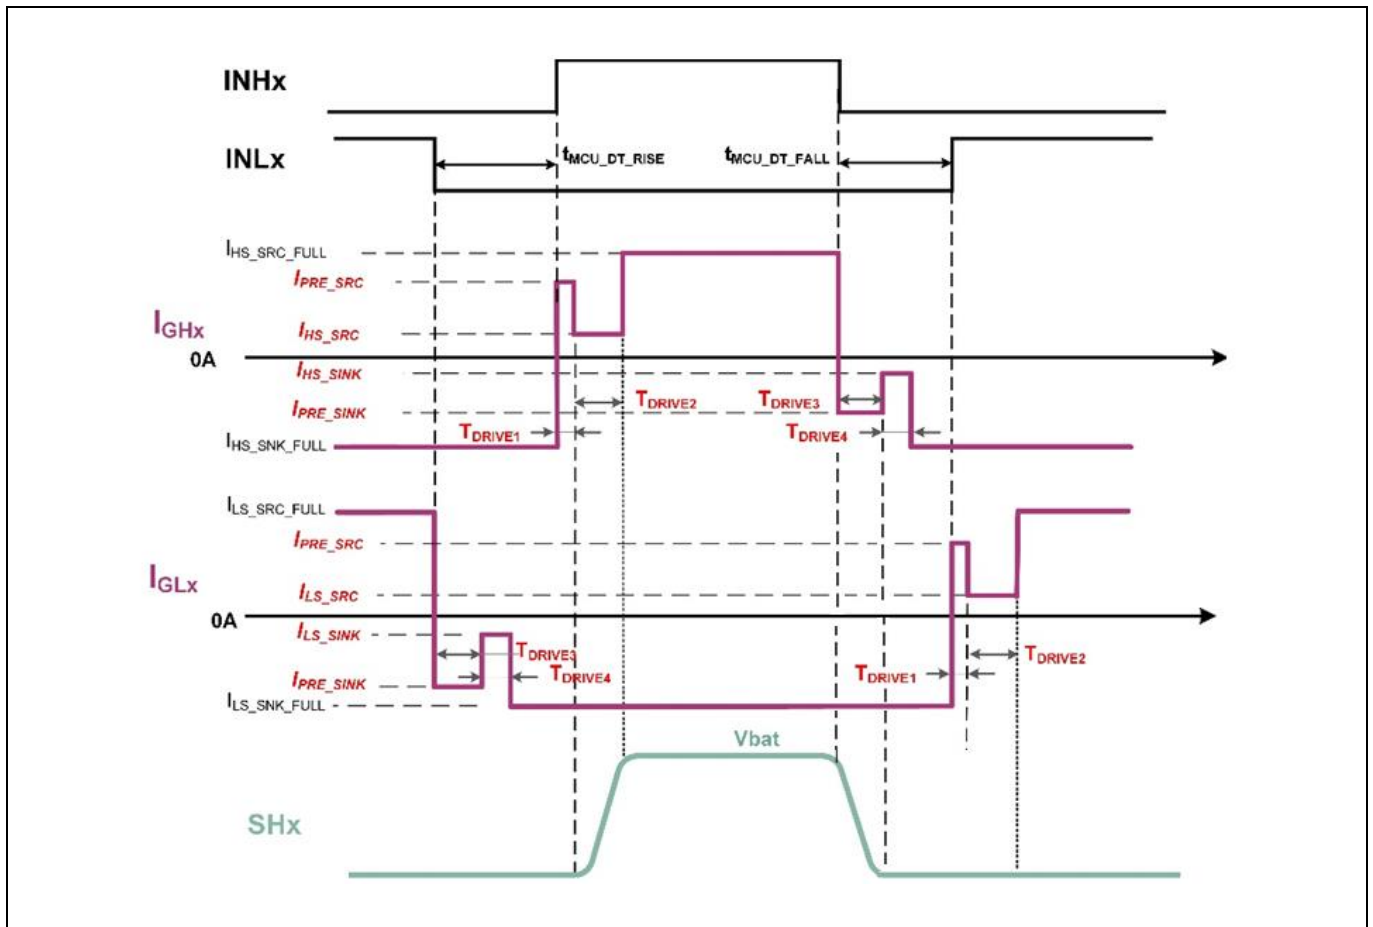 INHx
INLx
tMCU_DT_RISE
tMCU_DT_FALL
IHS_SRC_FULL
IPRE_SRC
IGHx
IHS_SRC
0A
IHS_SINK
IPRE_SINK
TDRIVE2
TDRIVE3
TDRIVE1
TDRIVE4
IHS_SNK_FULL
ILS_SRC_FULL
IPRE_SRC
IGLx
ILS_SRC
0A
ILS_SINK
TDRIVE3
TDRIVE2
IPRE_SINK
TDRIVE4
TDRIVE1
ILS_SNK_FULL
Vbat
SHx